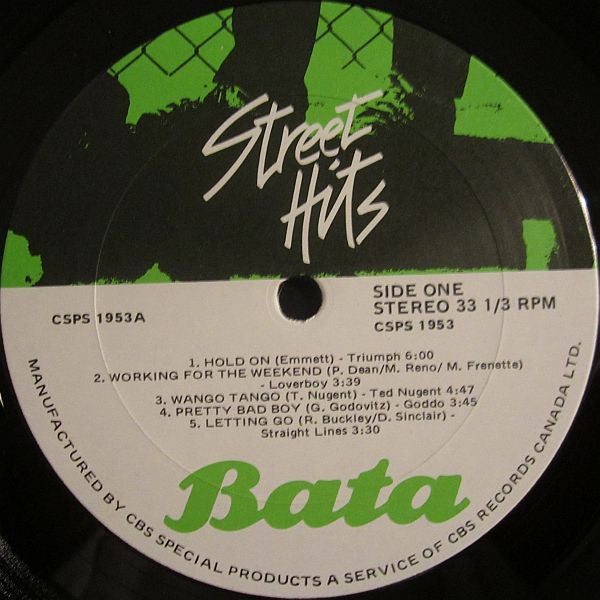 Street
Hits
CSPS 1953A
SIDE ONE
STEREO 33 1/3 RPM
CSPS 1953
1. HOLD ON (Emmett) - Triumph 6:00
2. WORKING FOR THE WEEKEND (P. Dean/M. Reno/ M. Frenette)
- Loverboy 3:39
3. WANGO TANGO (T. Nugent) - Ted Nugent 4:47
4. PRETTY BAD BOY (G. Godovitz) - Goddo 3:45
5. LETTING GO (R. Buckley/D. Sinclair) -
Straight Lines 3:30
Bata
MANUFACTURED BY CBS SPECIAL PRODUCTS A SERVICE OF CBS RECORDS CANADA LTD.